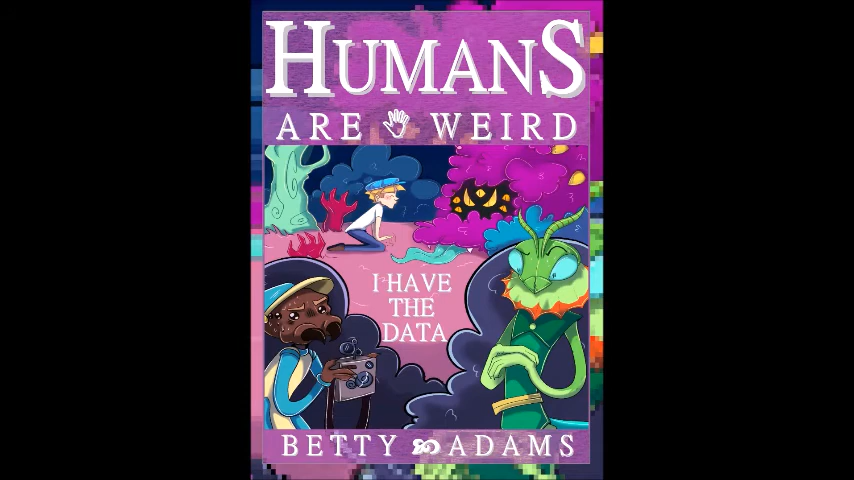 HUMANS
ARE WEIRD
I HAVE
THE
DATA
BETTY ADAMS